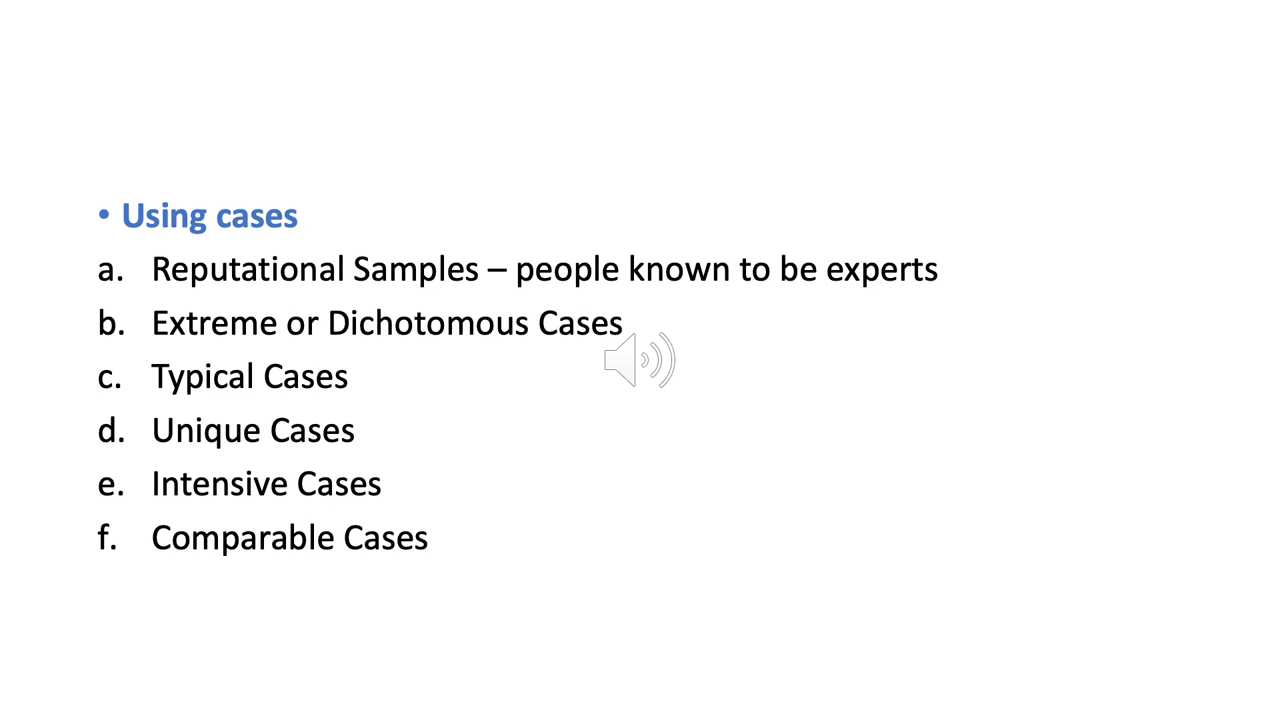 • Using cases
a. Reputational Samples – people known to be experts
b. Extreme or Dichotomous Cases
c. Typical Cases
d. Unique Cases
e. Intensive Cases
f. Comparable Cases